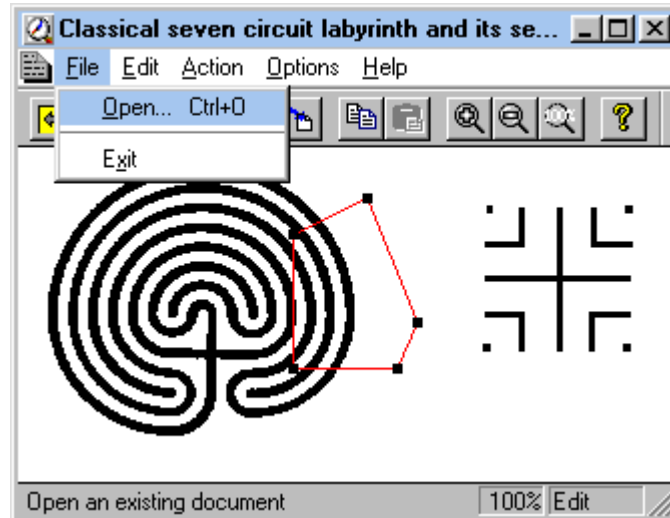 Classical seven circuit labyrinth and its se...
File Edit Action Options Help
Open... Ctrl+O
Exit
Open an existing document 100% Edit